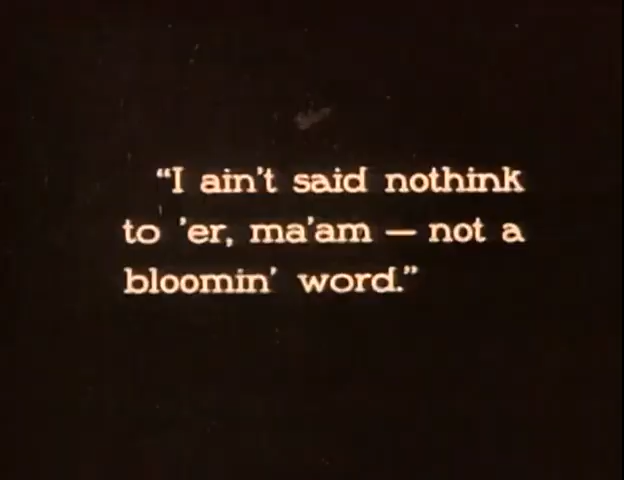 “I ain't said nothink
to 'er, ma'am — not a
bloomin' word.”